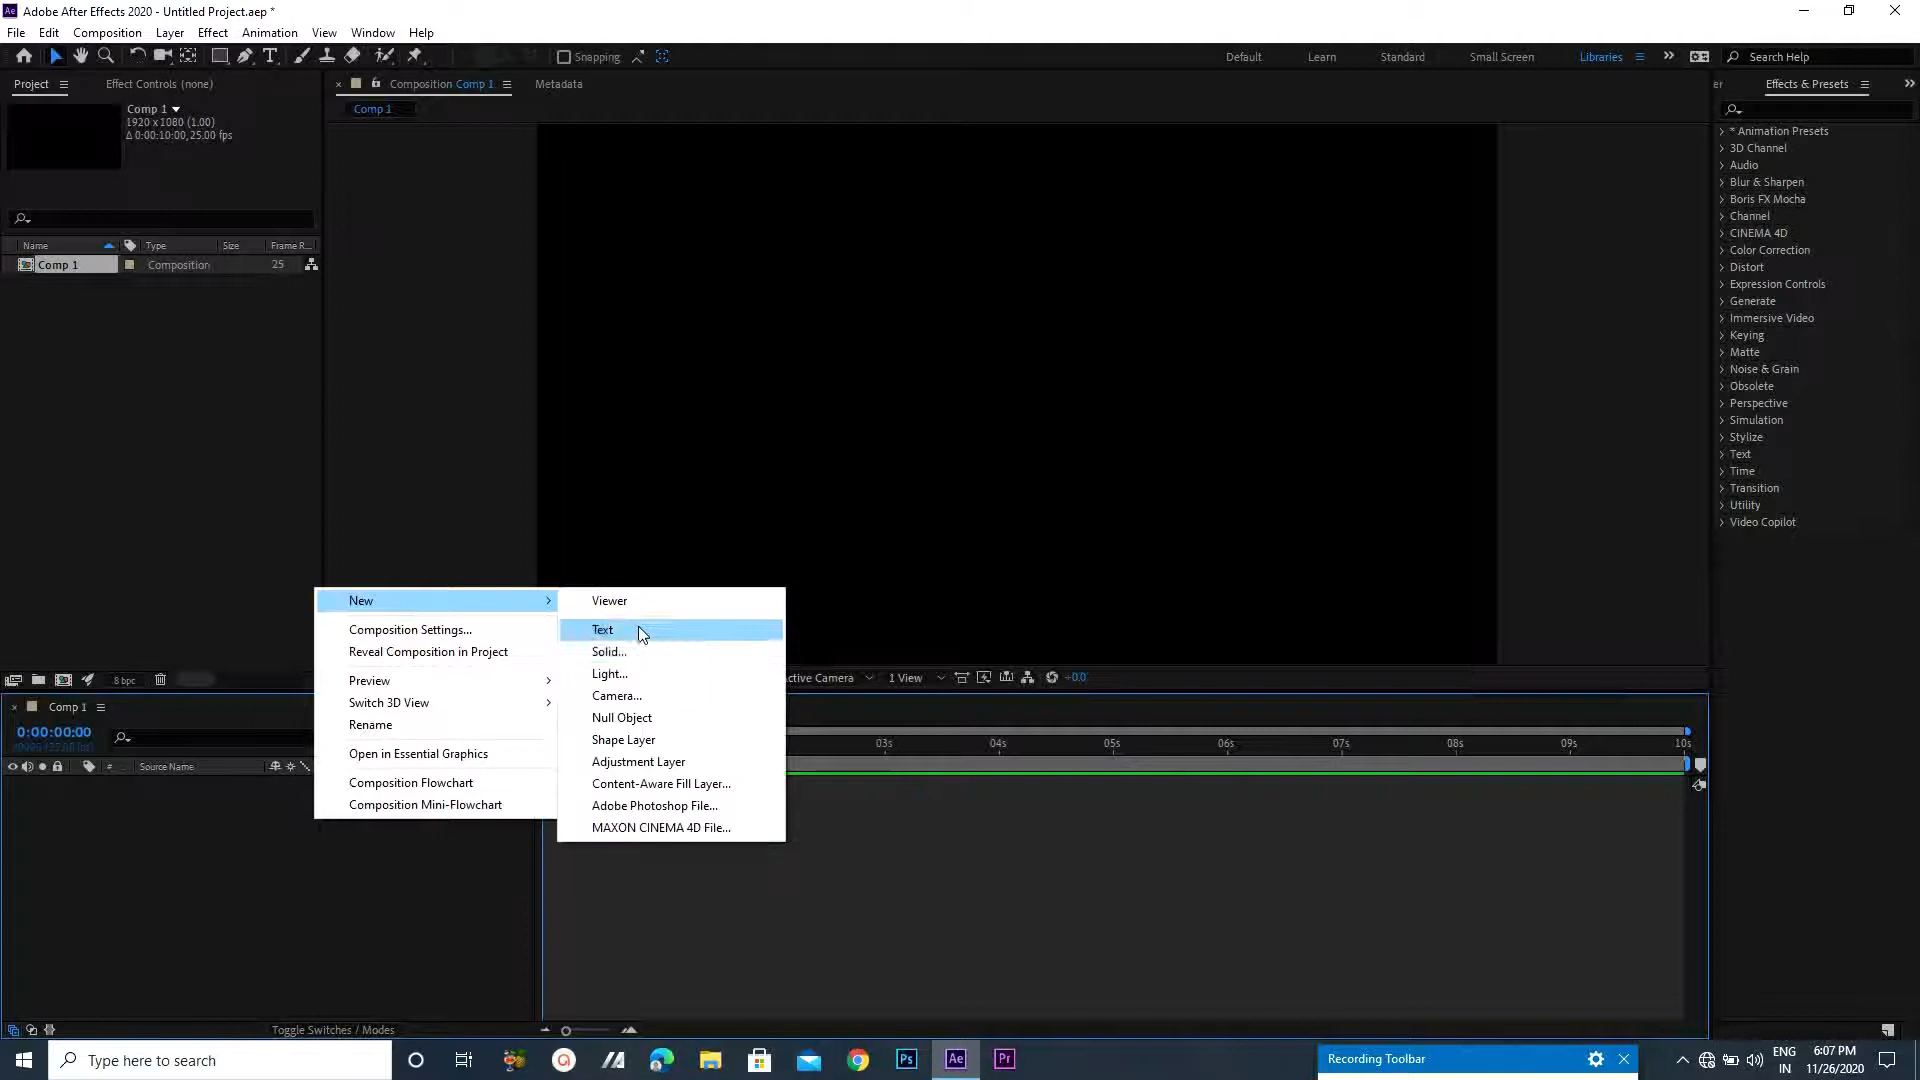 Adobe After Effects 2020 - Untitled Project.aep *
File Edit Composition Layer Effect Animation View Window Help
Snapping
Default Learn Standard Small Screen Libraries
Search Help
Project
Effect Controls (none)
Composition Comp 1
Metadata
Effects & Presets
Comp 1
Comp 1
1920 x 1080 (1.00)
Δ 0:00:10:00, 25.00 fps
* Animation Presets
3D Channel
Audio
Blur & Sharpen
Boris FX Mocha
Channel
CINEMA 4D
Color Correction
Distort
Expression Controls
Generate
Immersive Video
Keying
Matte
Noise & Grain
Obsolete
Perspective
Simulation
Stylize
Text
Time
Transition
Utility
Video Copilot
Name Type Size Frame R...
Comp 1 Composition 25
New
Composition Settings...
Reveal Composition in Project
Preview
Switch 3D View
Rename
Open in Essential Graphics
Composition Flowchart
Composition Mini-Flowchart
Viewer
Text
Solid...
Light...
Camera...
Null Object
Shape Layer
Adjustment Layer
Content-Aware Fill Layer...
Adobe Photoshop File...
MAXON CINEMA 4D File...
8 bpc
ctive Camera 1 View +0.0
Comp 1
0:00:00:00
03s 04s 05s 06s 07s 08s 09s 10s
# Source Name
Toggle Switches / Modes
Type here to search
Ps Ae Pr
Recording Toolbar
ENG
IN
6:07 PM
11/26/2020